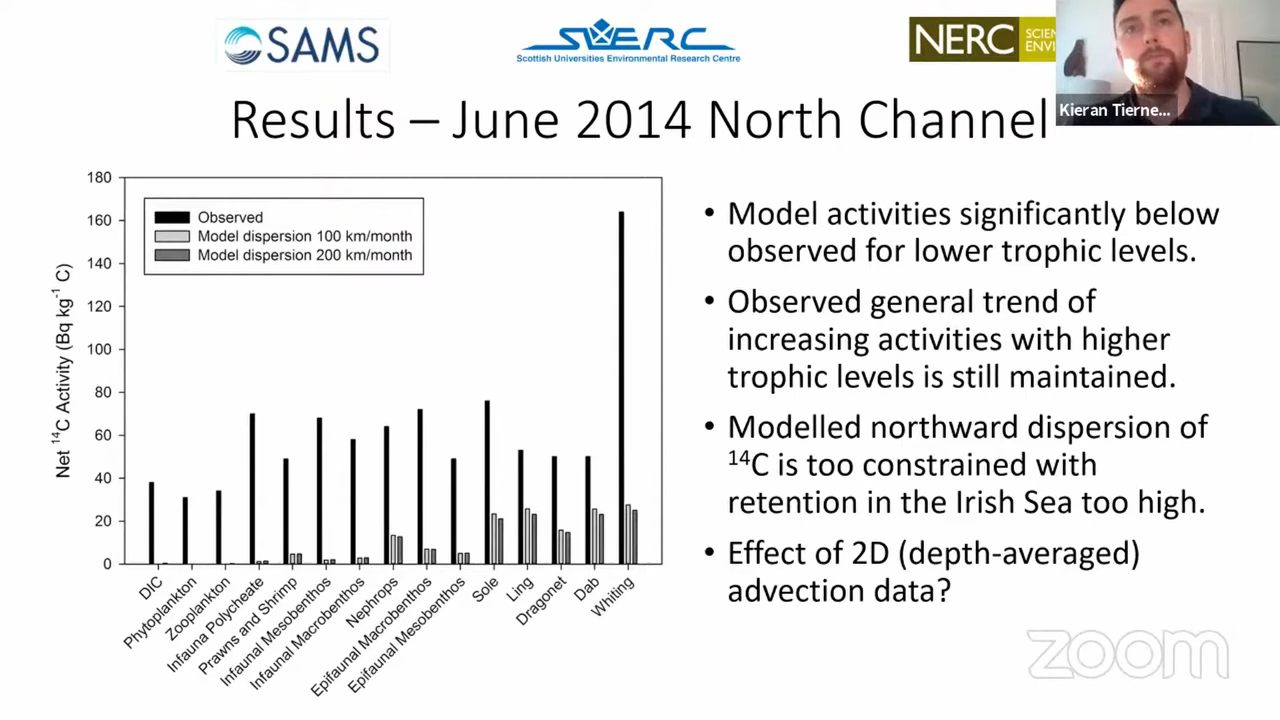 SAMS
SUERC
Scottish Universities Environmental Research Centre
NERC
SCIEN
ENVI
Kieran Tierne...
Results – June 2014 North Channel
180
160
140
120
100
80
60
40
20
0
Net ¹⁴C Activity (Bq kg⁻¹ C)
Observed
Model dispersion 100 km/month
Model dispersion 200 km/month
DIC
Phytoplankton
Zooplankton
Infauna Polycheate
Prawns and Shrimp
Infaunal Mesobenthos
Infaunal Macrobenthos
Nephrops
Epifaunal Macrobenthos
Epifaunal Mesobenthos
Sole
Ling
Dragonet
Dab
Whiting
• Model activities significantly below
observed for lower trophic levels.
• Observed general trend of
increasing activities with higher
trophic levels is still maintained.
• Modelled northward dispersion of
¹⁴C is too constrained with
retention in the Irish Sea too high.
• Effect of 2D (depth-averaged)
advection data?
zoom